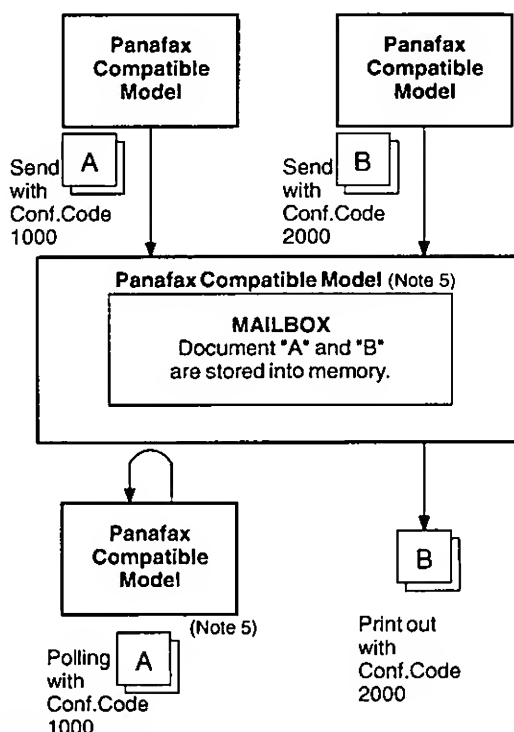 Panafax
Compatible
Model
Panafax
Compatible
Model
A
Send
with
Conf.Code
1000
B
Send
with
Conf.Code
2000
Panafax Compatible Model (Note 5)
MAILBOX
Document "A" and "B"
are stored into memory.
Panafax
Compatible
Model
(Note 5)
Polling
with
Conf.Code
1000
A
B
Print out
with
Conf.Code
2000